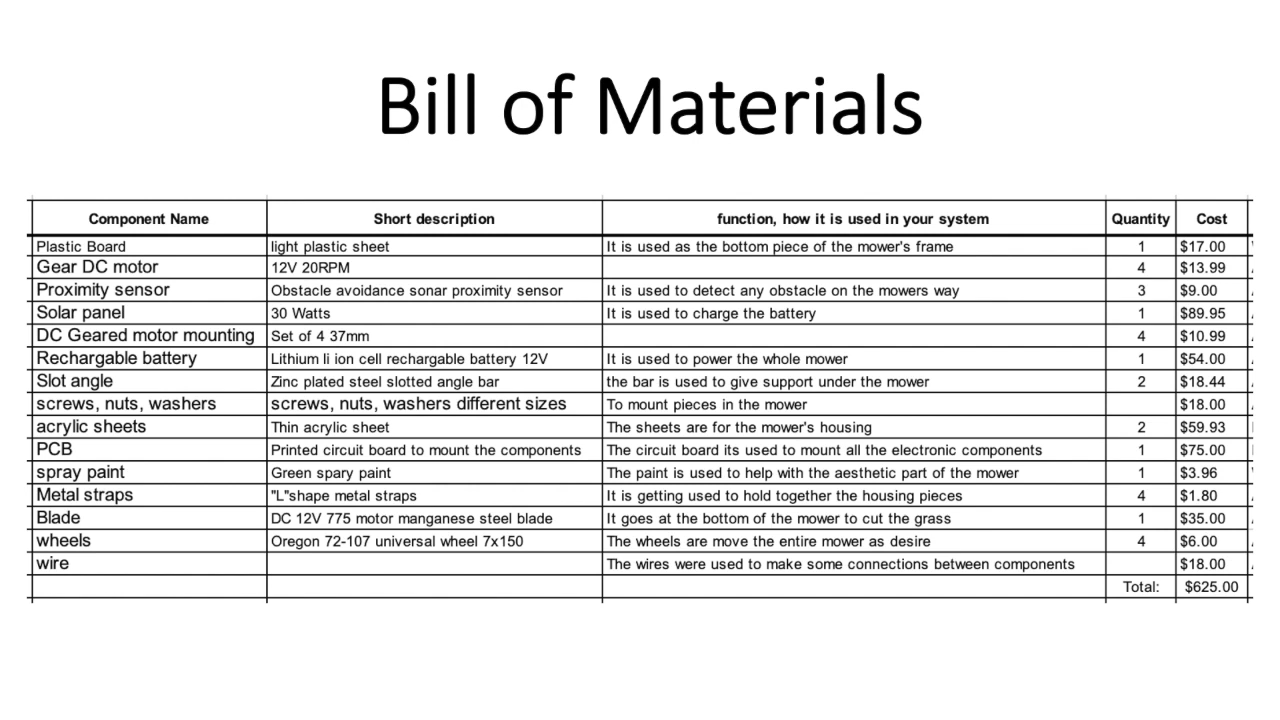 Bill of Materials
Component Name Short description function, how it is used in your system Quantity Cost
Plastic Board light plastic sheet It is used as the bottom piece of the mower's frame 1 $17.00
Gear DC motor 12V 20RPM 4 $13.99
Proximity sensor Obstacle avoidance sonar proximity sensor It is used to detect any obstacle on the mowers way 3 $9.00
Solar panel 30 Watts It is used to charge the battery 1 $89.95
DC Geared motor mounting Set of 4 37mm 4 $10.99
Rechargable battery Lithium li ion cell rechargable battery 12V It is used to power the whole mower 1 $54.00
Slot angle Zinc plated steel slotted angle bar the bar is used to give support under the mower 2 $18.44
screws, nuts, washers screws, nuts, washers different sizes To mount pieces in the mower $18.00
acrylic sheets Thin acrylic sheet The sheets are for the mower's housing 2 $59.93
PCB Printed circuit board to mount the components The circuit board its used to mount all the electronic components 1 $75.00
spray paint Green spary paint The paint is used to help with the aesthetic part of the mower 1 $3.96
Metal straps "L"shape metal straps It is getting used to hold together the housing pieces 4 $1.80
Blade DC 12V 775 motor manganese steel blade It goes at the bottom of the mower to cut the grass 1 $35.00
wheels Oregon 72-107 universal wheel 7x150 The wheels are move the entire mower as desire 4 $6.00
wire The wires were used to make some connections between components $18.00
Total: $625.00